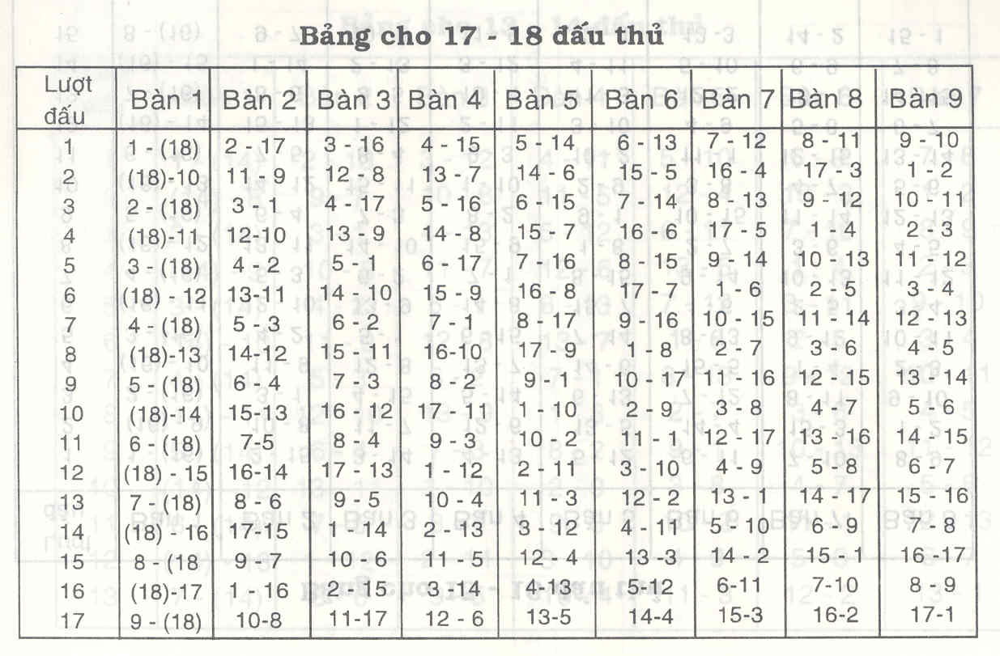 Bảng cho 17 - 18 đấu thủ
Lượt đấu Bàn 1 Bàn 2 Bàn 3 Bàn 4 Bàn 5 Bàn 6 Bàn 7 Bàn 8 Bàn 9
1 1 - (18) 2 - 17 3 - 16 4 - 15 5 - 14 6 - 13 7 - 12 8 - 11 9 - 10
2 (18)-10 11 - 9 12 - 8 13 - 7 14 - 6 15 - 5 16 - 4 17 - 3 1 - 2
3 2 - (18) 3 - 1 4 - 17 5 - 16 6 - 15 7 - 14 8 - 13 9 - 12 10 - 11
4 (18)-11 12-10 13 - 9 14 - 8 15 - 7 16 - 6 17 - 5 1 - 4 2 - 3
5 3 - (18) 4 - 2 5 - 1 6 - 17 7 - 16 8 - 15 9 - 14 10 - 13 11 - 12
6 (18) - 12 13-11 14 - 10 15 - 9 16 - 8 17 - 7 1 - 6 2 - 5 3 - 4
7 4 - (18) 5 - 3 6 - 2 7 - 1 8 - 17 9 - 16 10 - 15 11 - 14 12 - 13
8 (18)-13 14-12 15 - 11 16-10 17 - 9 1 - 8 2 - 7 3 - 6 4 - 5
9 5 - (18) 6 - 4 7 - 3 8 - 2 9 - 1 10 - 17 11 - 16 12 - 15 13 - 14
10 (18)-14 15-13 16 - 12 17 - 11 1 - 10 2 - 9 3 - 8 4 - 7 5 - 6
11 6 - (18) 7-5 8 - 4 9 - 3 10 - 2 11 - 1 12 - 17 13 - 16 14 - 15
12 (18) - 15 16-14 17 - 13 1 - 12 2 - 11 3 - 10 4 - 9 5 - 8 6 - 7
13 7 - (18) 8 - 6 9 - 5 10 - 4 11 - 3 12 - 2 13 - 1 14 - 17 15 - 16
14 (18) - 16 17-15 1 - 14 2 - 13 3 - 12 4 - 11 5 - 10 6 - 9 7 - 8
15 8 - (18 9 - 7 10 - 6 11 - 5 12 - 4 13 -3 14 - 2 15 - 1 16 -17
16 (18)-17 1 - 16 2 - 15 3 -14 4-13 5-12 6-11 7-10 8 - 9
17 9 - (18) 10-8 11-17 12 - 6 13-5 14-4 15-3 16-2 17-1